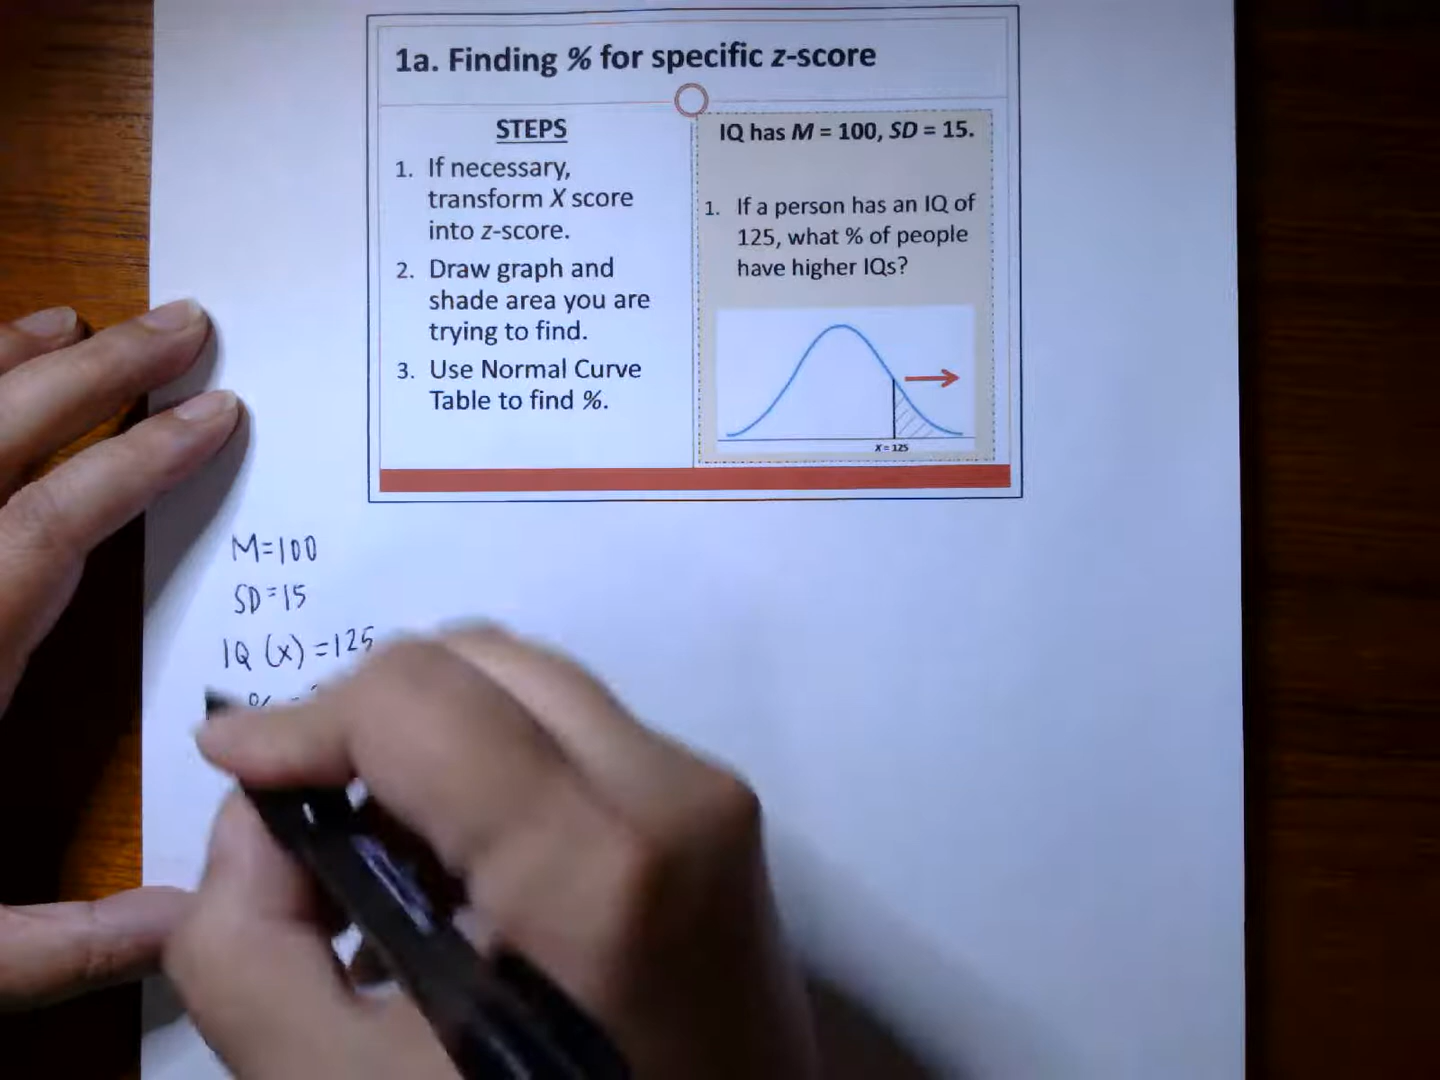 1a. Finding % for specific z-score
STEPS
1. If necessary,
transform X score
into z-score.
2. Draw graph and
shade area you are
trying to find.
3. Use Normal Curve
Table to find %.
IQ has M = 100, SD = 15.
1. If a person has an IQ of
125, what % of people
have higher IQs?
X = 125
M=100
SD=15
IQ (x) =125
%